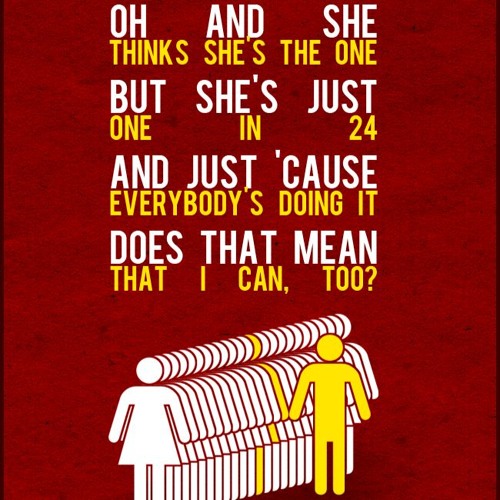 OH AND SHE
THINKS SHE'S THE ONE
BUT SHE'S JUST
ONE IN 24
AND JUST 'CAUSE
EVERYBODY'S DOING IT
DOES THAT MEAN
THAT I CAN, TOO?